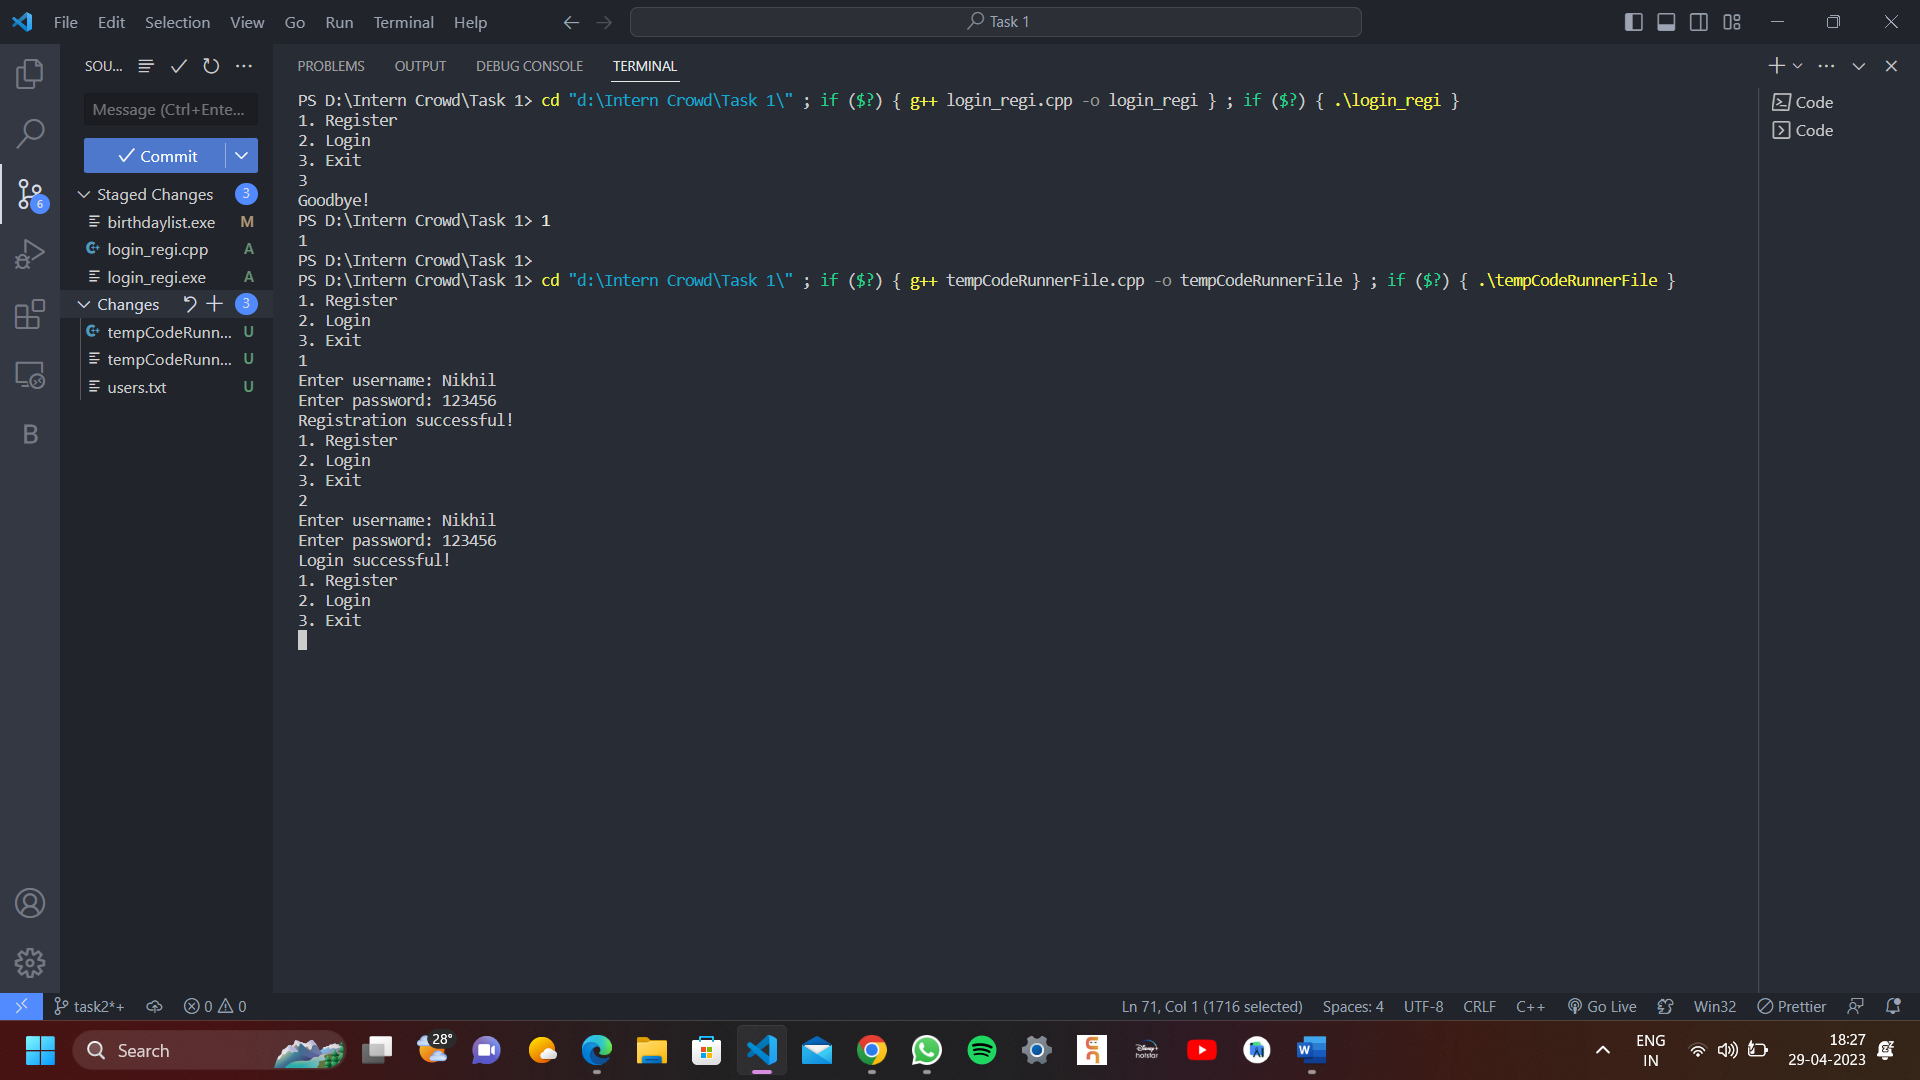 File Edit Selection View Go Run Terminal Help
Task 1
SOU...
Message (Ctrl+Ente...
Commit
Staged Changes 3
birthdaylist.exe M
login_regi.cpp A
login_regi.exe A
Changes 3
tempCodeRunn... U
tempCodeRunn... U
users.txt U
6
B
PROBLEMS OUTPUT DEBUG CONSOLE TERMINAL
PS D:\Intern Crowd\Task 1> cd "d:\Intern Crowd\Task 1\" ; if ($?) { g++ login_regi.cpp -o login_regi } ; if ($?) { .\login_regi }
1. Register
2. Login
3. Exit
3
Goodbye!
PS D:\Intern Crowd\Task 1> 1
1
PS D:\Intern Crowd\Task 1>
PS D:\Intern Crowd\Task 1> cd "d:\Intern Crowd\Task 1\" ; if ($?) { g++ tempCodeRunnerFile.cpp -o tempCodeRunnerFile } ; if ($?) { .\tempCodeRunnerFile }
1. Register
2. Login
3. Exit
1
Enter username: Nikhil
Enter password: 123456
Registration successful!
1. Register
2. Login
3. Exit
2
Enter username: Nikhil
Enter password: 123456
Login successful!
1. Register
2. Login
3. Exit
Code
Code
task2*+ 0 0 Ln 71, Col 1 (1716 selected) Spaces: 4 UTF-8 CRLF C++ Go Live Win32 Prettier
Search
28°
hotstar
W
ENG
IN
18:27
29-04-2023